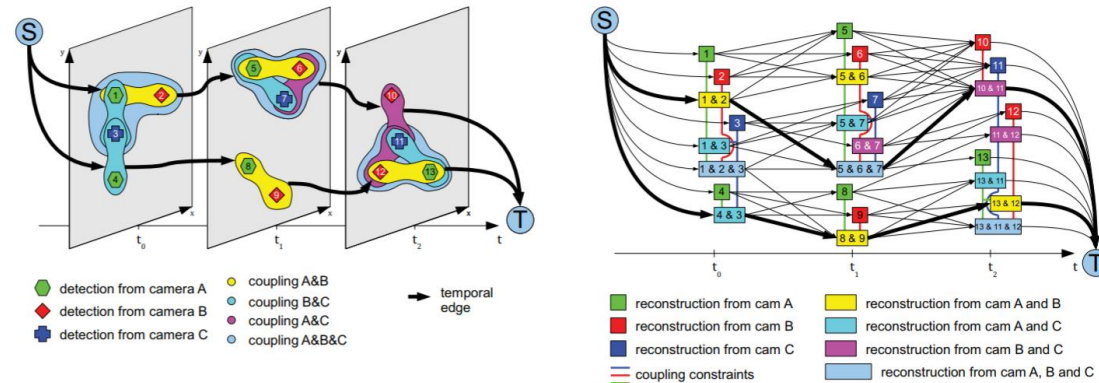 S
y
y
y
1
2
3
4
5
6
7
8
9
10
11
12
13
x
x
x
T
t0
t1
t2
t
detection from camera A
detection from camera B
detection from camera C
coupling A&B
coupling B&C
coupling A&C
coupling A&B&C
temporal
edge
S
1
2
1 & 2
3
1 & 3
1 & 2 & 3
4
4 & 3
5
6
5 & 6
7
5 & 7
6 & 7
5 & 6 & 7
8
9
8 & 9
10
11
10 & 11
12
11 & 12
13
13 & 11
13 & 12
13 & 11 & 12
T
t0
t1
t2
t
reconstruction from cam A
reconstruction from cam B
reconstruction from cam C
coupling constraints
reconstruction from cam A and B
reconstruction from cam A and C
reconstruction from cam B and C
reconstruction from cam A, B and C